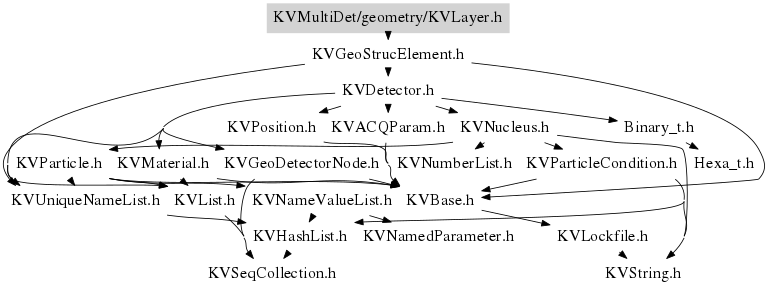 KVMultiDet/geometry/KVLayer.h
KVGeoStrucElement.h
KVDetector.h
KVPosition.h KVACQParam.h KVNucleus.h Binary_t.h
KVParticle.h KVMaterial.h KVGeoDetectorNode.h KVNumberList.h KVParticleCondition.h Hexa_t.h
KVUniqueNameList.h KVList.h KVNameValueList.h KVBase.h
KVHashList.h KVNamedParameter.h KVLockfile.h
KVSeqCollection.h KVString.h